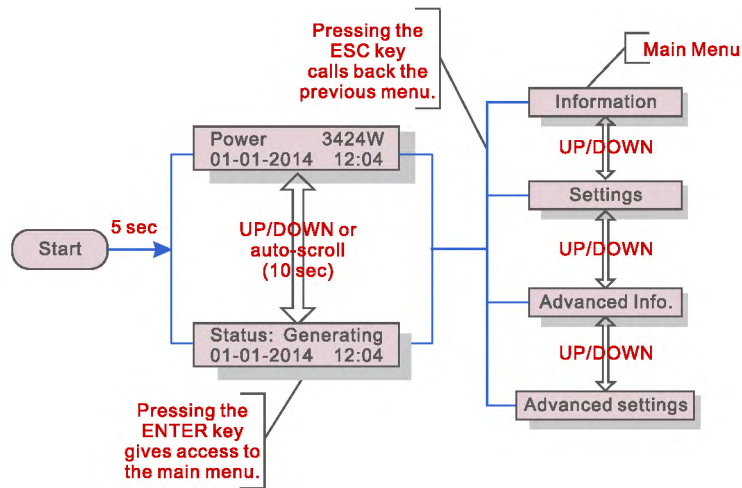 Start
5 sec
Power 3424W
01-01-2014 12:04
UP/DOWN or
auto-scroll
(10 sec)
Status: Generating
01-01-2014 12:04
Pressing the
ENTER key
gives access to
the main menu.
Pressing the
ESC key
calls back the
previous menu.
Main Menu
Information
UP/DOWN
Settings
UP/DOWN
Advanced Info.
UP/DOWN
Advanced settings